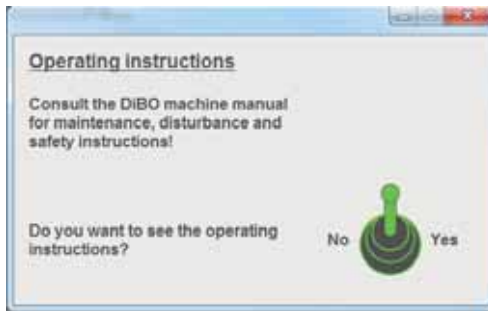 Operating instructions
Consult the DiBO machine manual
for maintenance, disturbance and
safety instructions!
Do you want to see the operating
instructions?
No
Yes